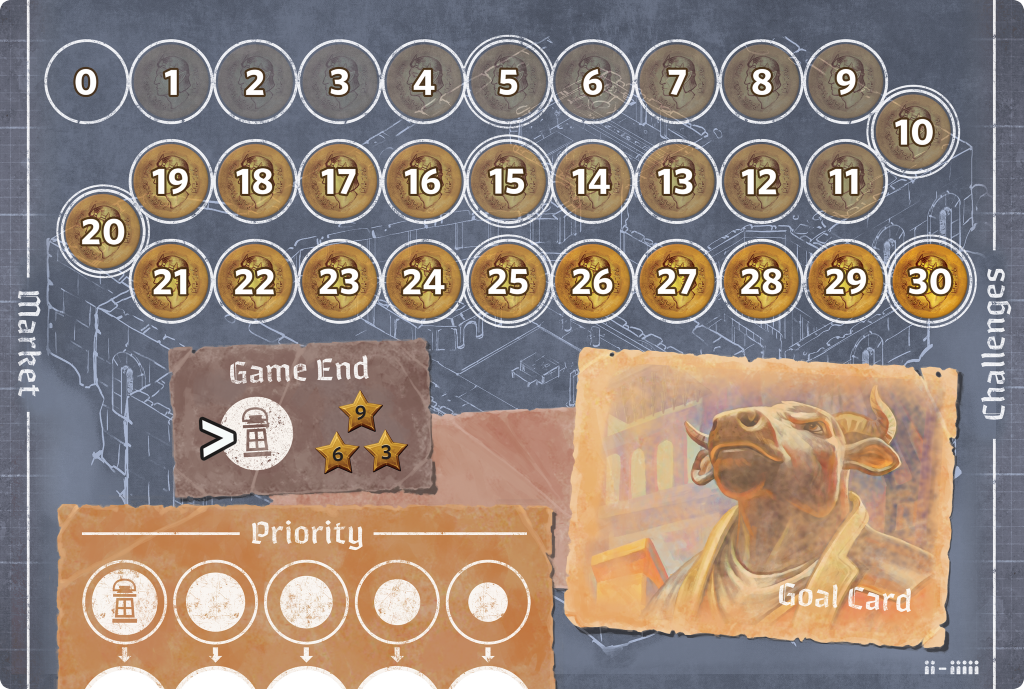 0 1 2 3 4 5 6 7 8 9
10
19 18 17 16 15 14 13 12 11
20
21 22 23 24 25 26 27 28 29 30
Market
Challenges
Game End
>
9
6 3
Priority
Goal Card